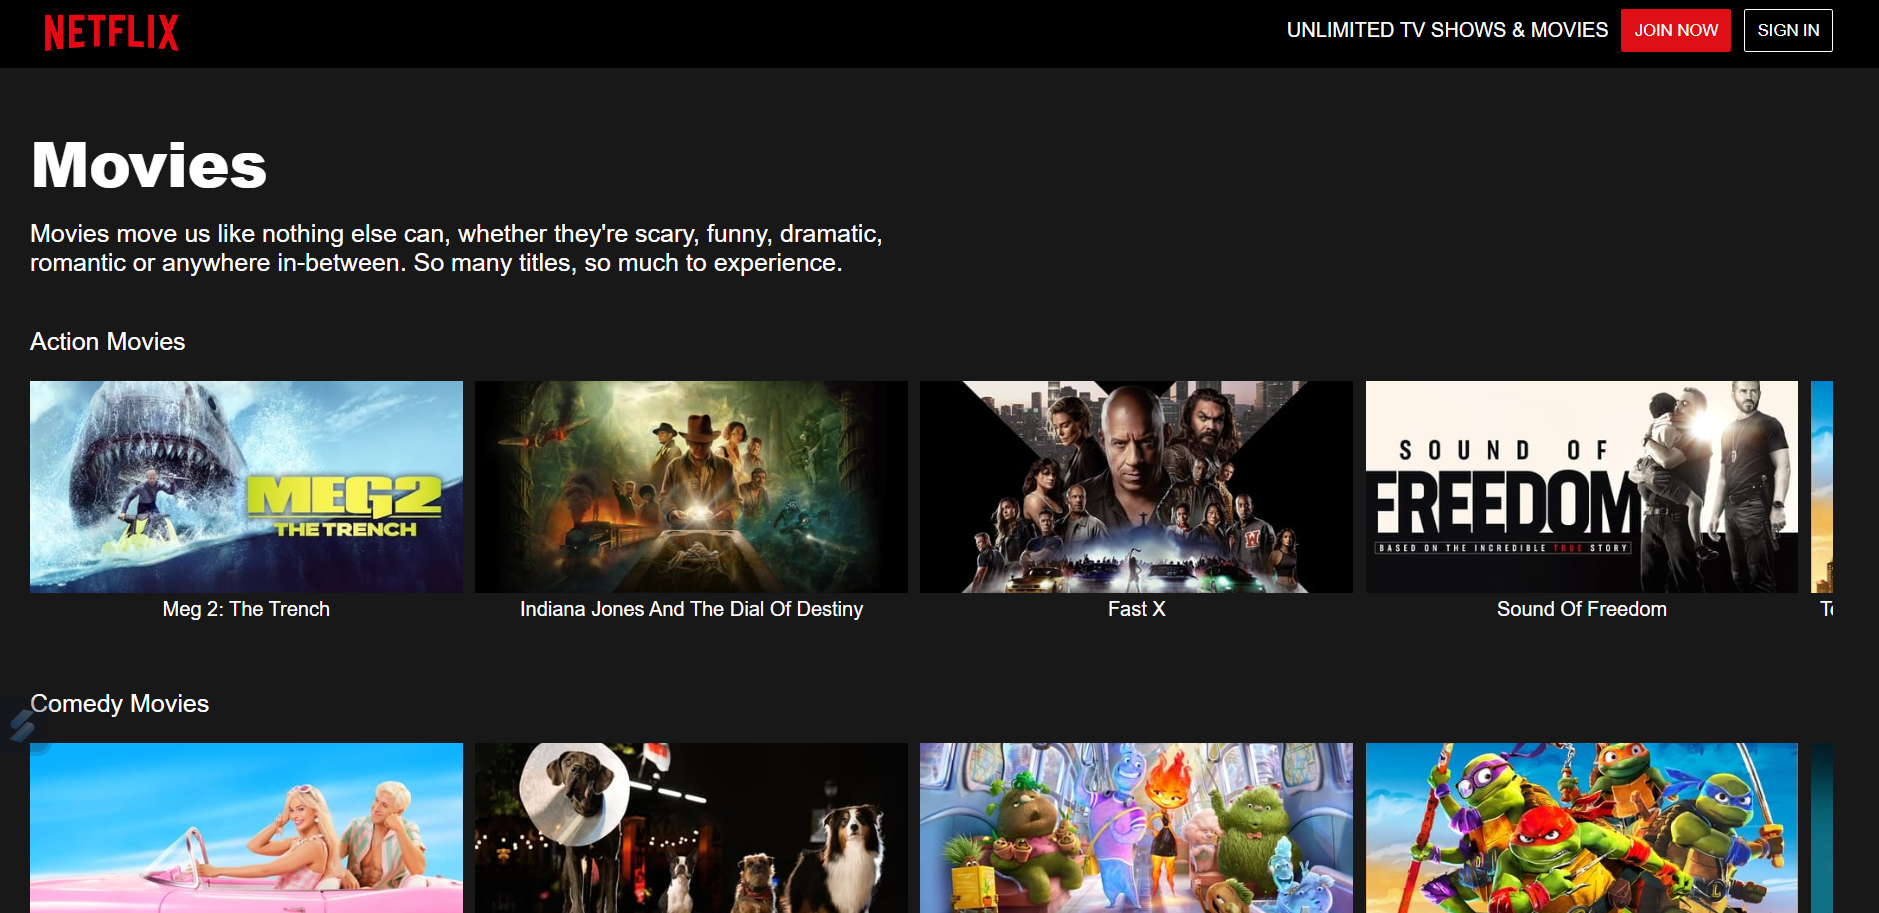 NETFLIX
UNLIMITED TV SHOWS & MOVIES
JOIN NOW
SIGN IN
Movies
Movies move us like nothing else can, whether they're scary, funny, dramatic,
romantic or anywhere in-between. So many titles, so much to experience.
Action Movies
MEG2
THE TRENCH
W
SOUND OF
FREEDOM
BASED ON THE INCREDIBLE TRUE STORY
Meg 2: The Trench
Indiana Jones And The Dial Of Destiny
Fast X
Sound Of Freedom
Comedy Movies